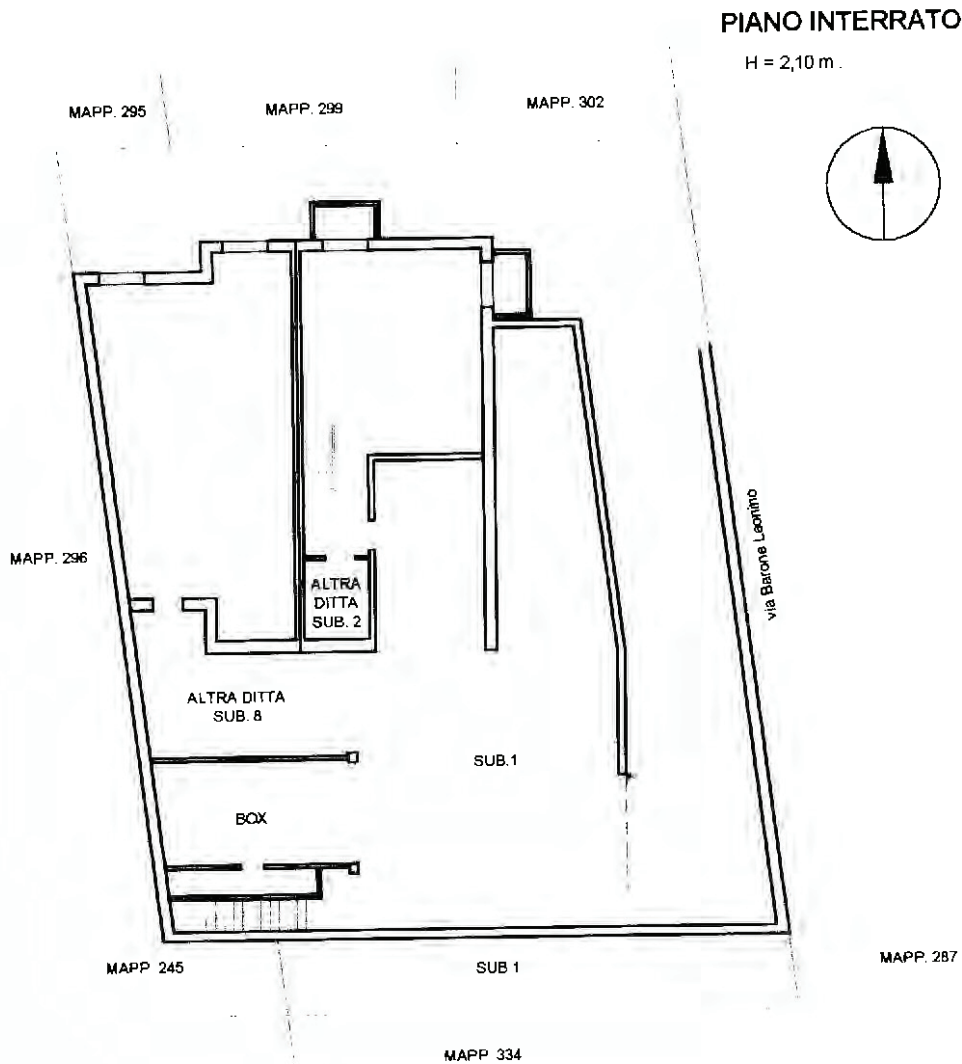 PIANO INTERRATO
H = 2,10 m.
MAPP. 295
MAPP. 299
MAPP. 302
via Barone Leonino
MAPP. 296
ALTRA
DITTA
SUB. 2
ALTRA DITTA
SUB. 8
SUB.1
BOX
MAPP. 245
SUB 1
MAPP. 287
MAPP. 334